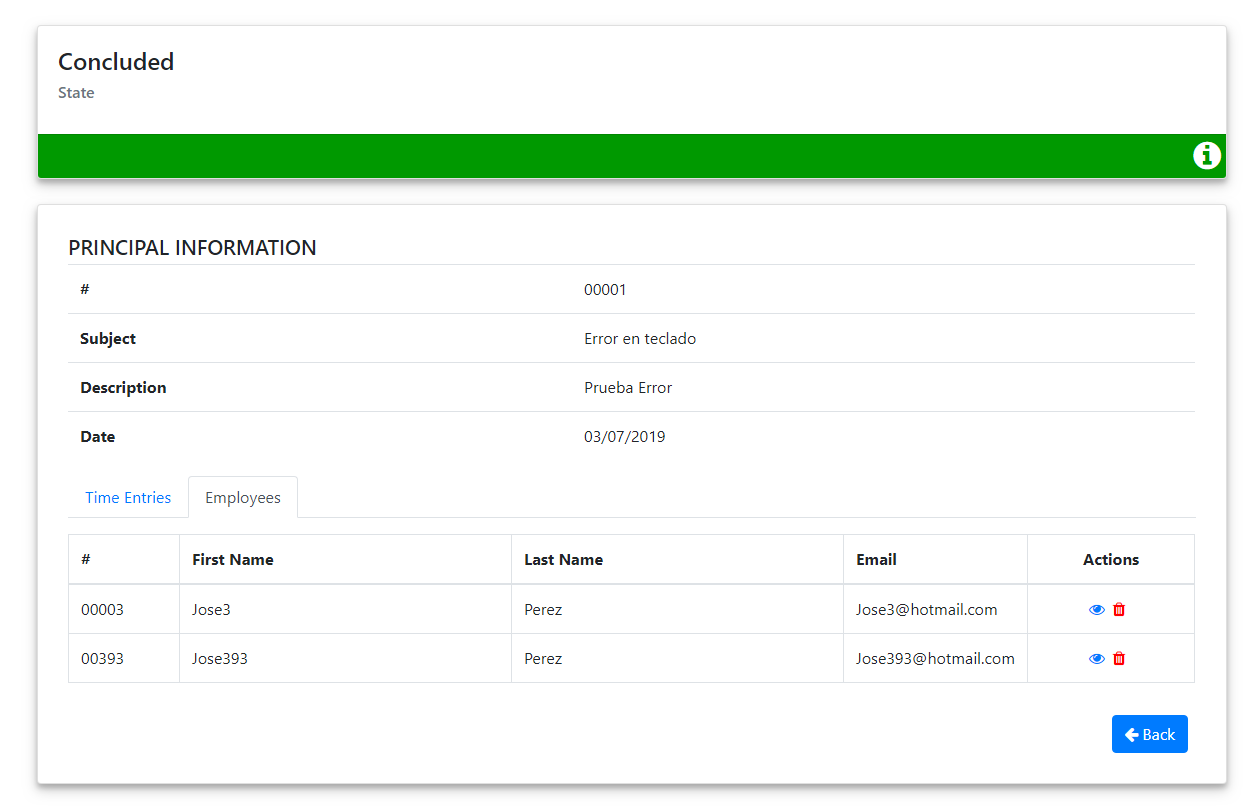 Concluded
State
PRINCIPAL INFORMATION
# 00001
Subject Error en teclado
Description Prueba Error
Date 03/07/2019
Time Entries Employees
# First Name Last Name Email Actions
00003 Jose3 Perez Jose3@hotmail.com
00393 Jose393 Perez Jose393@hotmail.com
Back